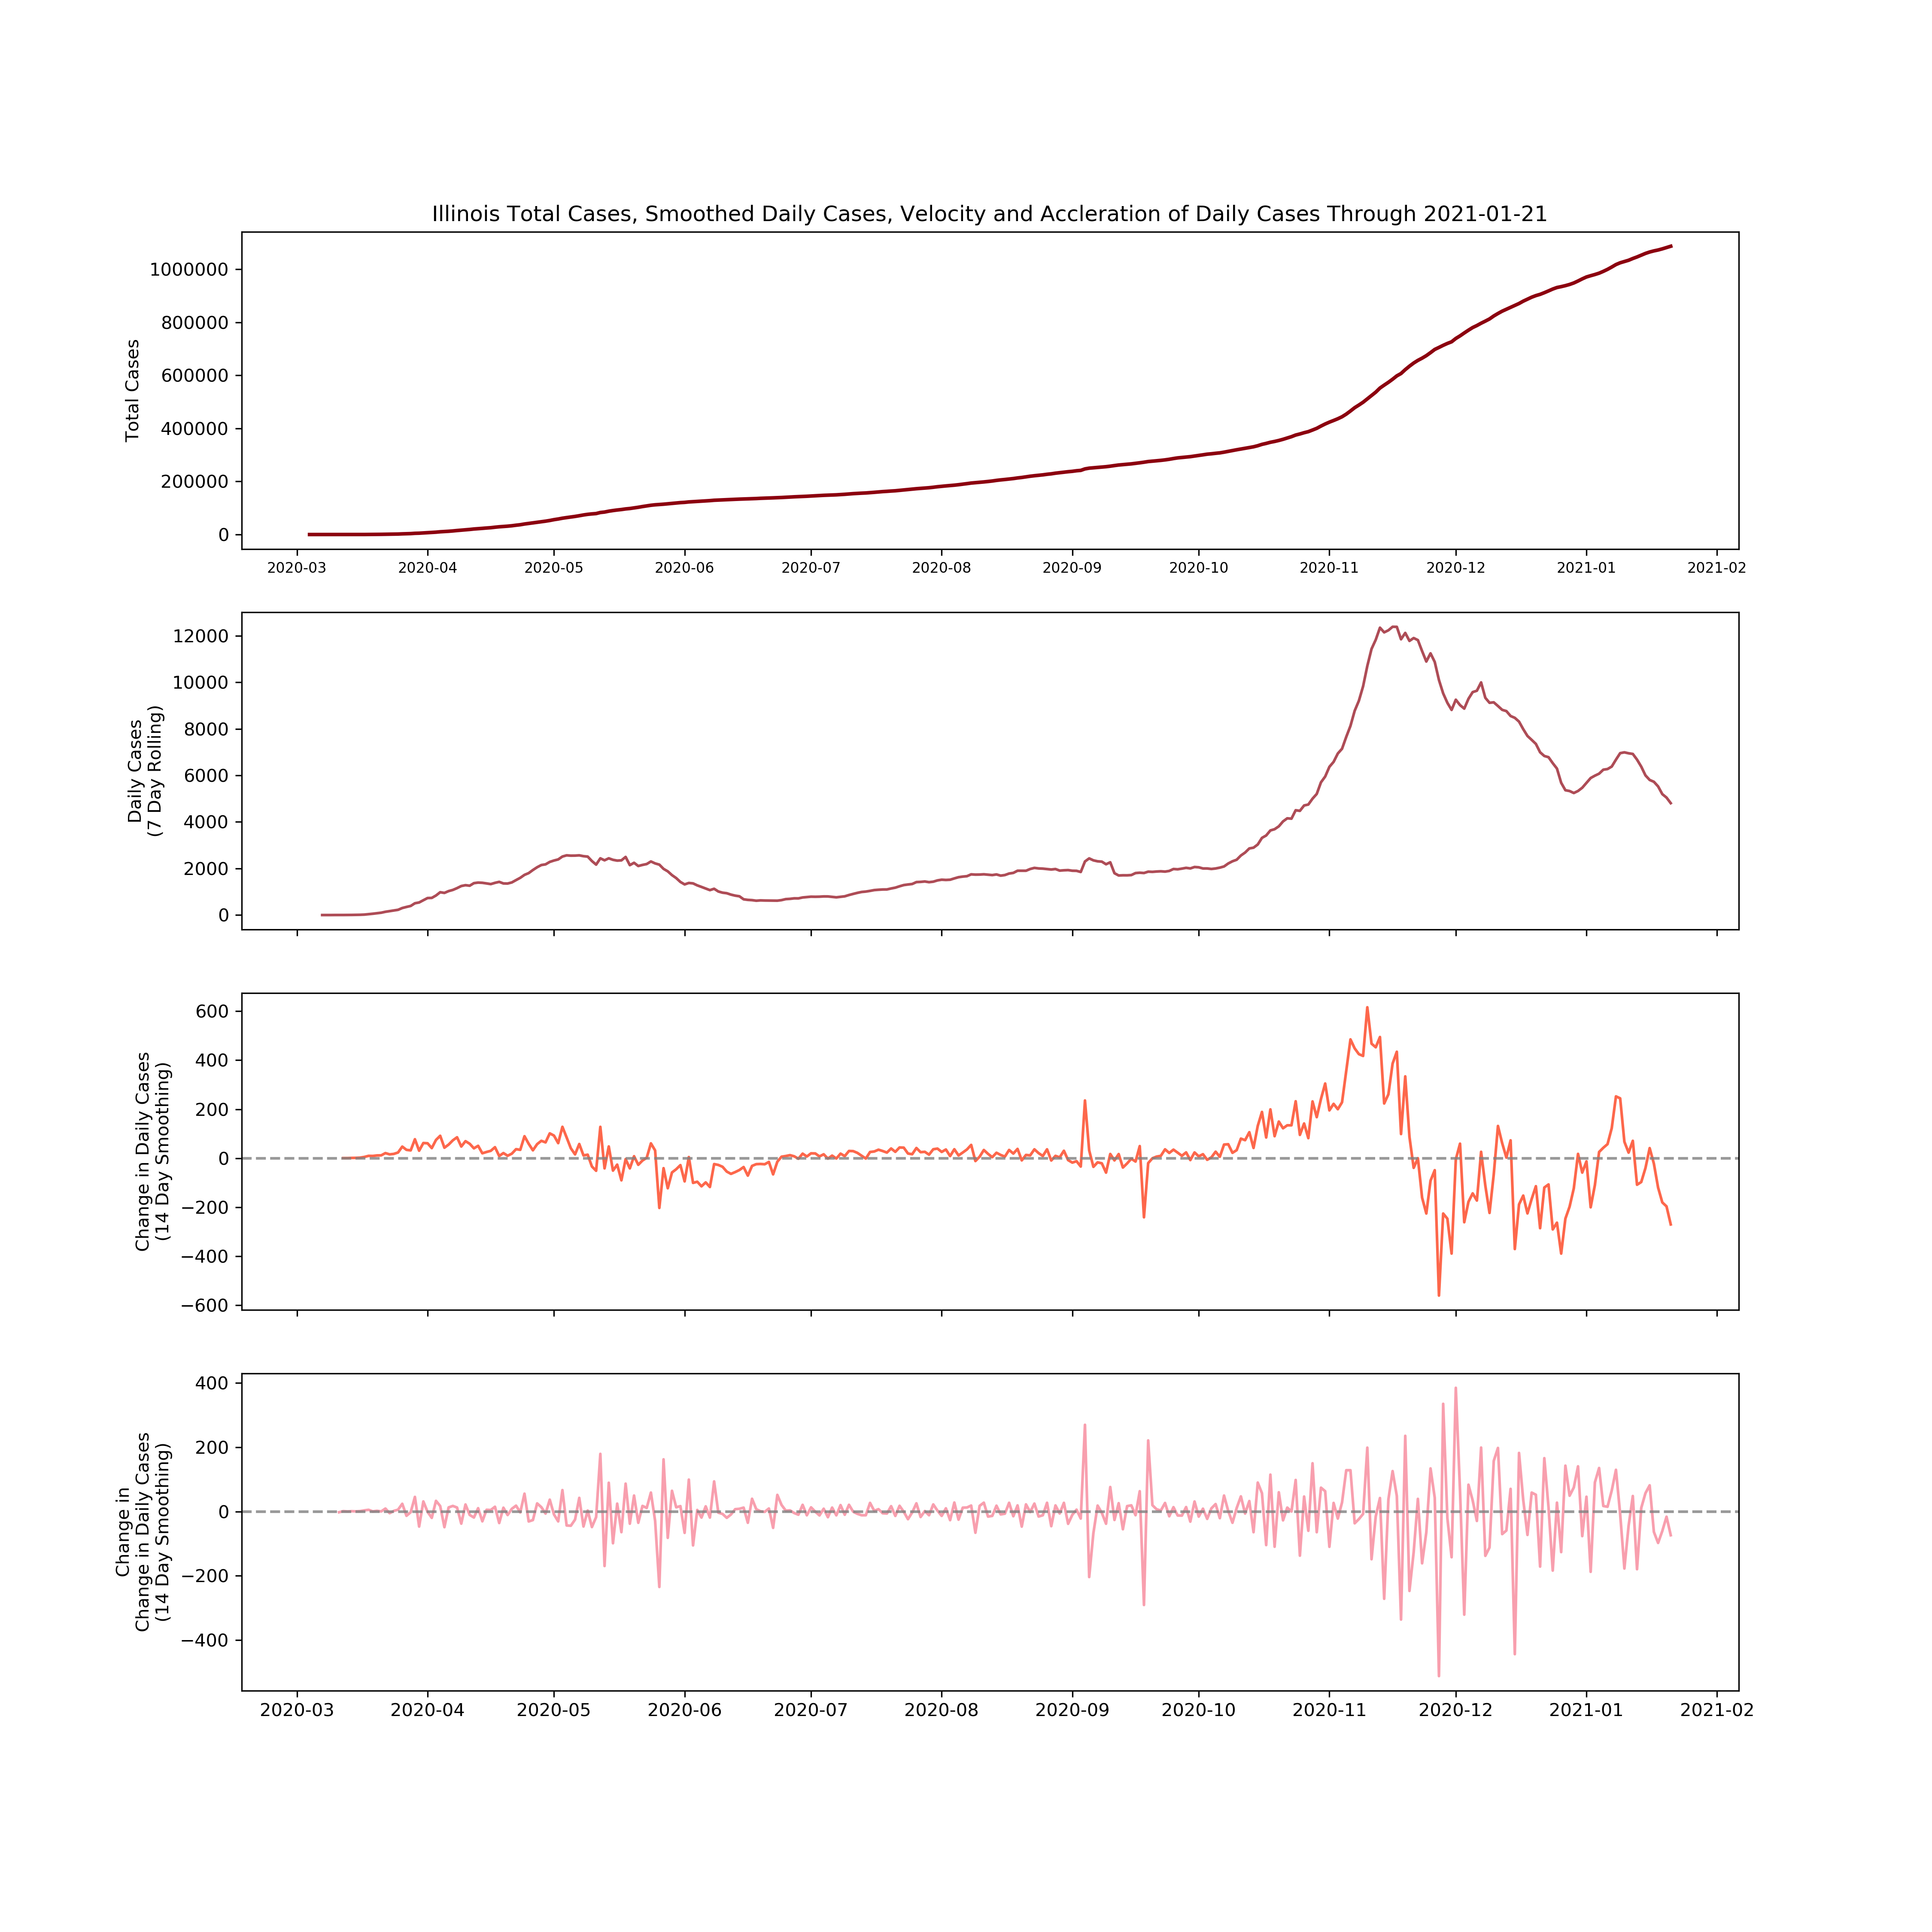 Illinois Total Cases, Smoothed Daily Cases, Velocity and Accleration of Daily Cases Through 2021-01-21
Total Cases
1000000
800000
600000
400000
200000
0
2020-03 2020-04 2020-05 2020-06 2020-07 2020-08 2020-09 2020-10 2020-11 2020-12 2021-01 2021-02
Daily Cases
(7 Day Rolling)
12000
10000
8000
6000
4000
2000
0
Change in Daily Cases
(14 Day Smoothing)
600
400
200
0
−200
−400
−600
Change in
Change in Daily Cases
(14 Day Smoothing)
400
200
0
−200
−400
2020-03 2020-04 2020-05 2020-06 2020-07 2020-08 2020-09 2020-10 2020-11 2020-12 2021-01 2021-02